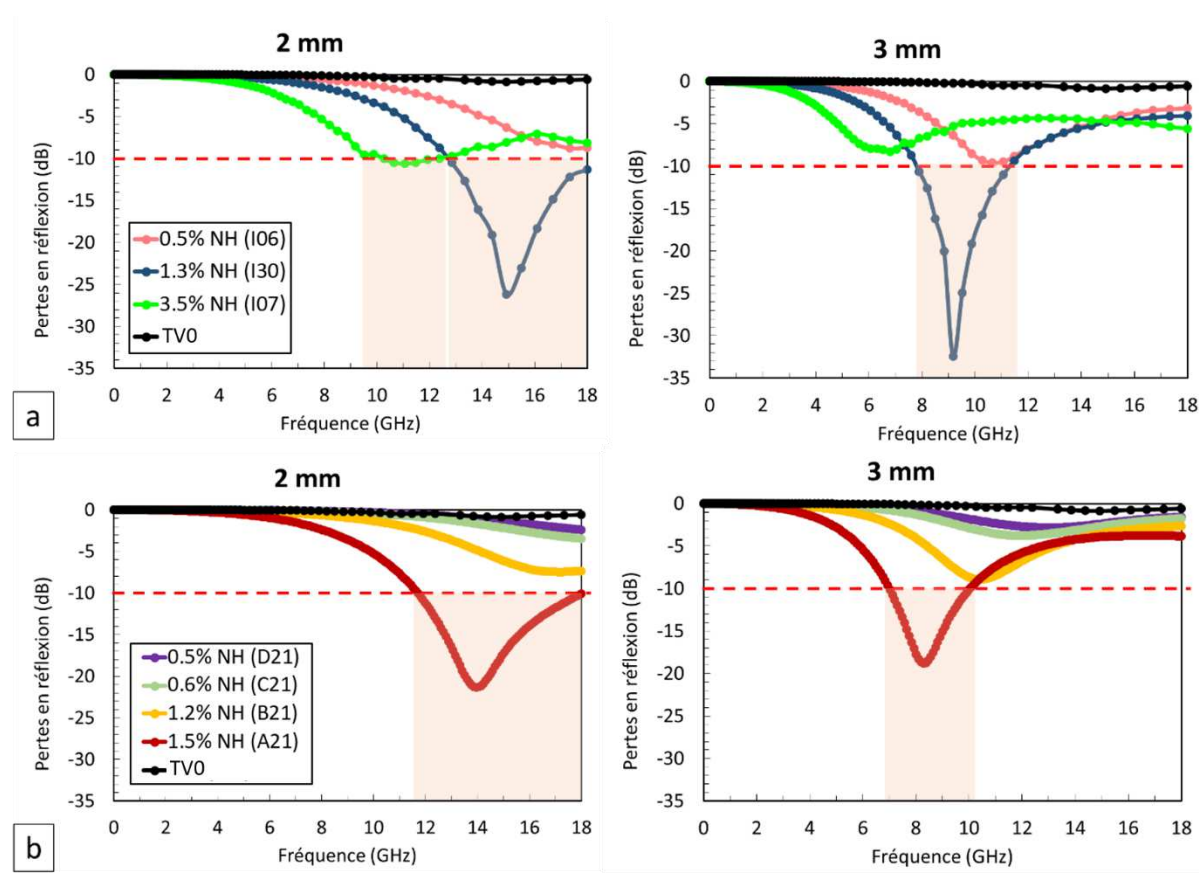 2 mm
Pertes en réflexion (dB)
0
-5
-10
-15
-20
-25
-30
-35
0.5% NH (I06)
1.3% NH (I30)
3.5% NH (I07)
TV0
0 2 4 6 8 10 12 14 16 18
Fréquence (GHz)
3 mm
Pertes en réflexion (dB)
0
-5
-10
-15
-20
-25
-30
-35
0 2 4 6 8 10 12 14 16 18
Fréquence (GHz)
a
2 mm
Pertes en réflexion (dB)
0
-5
-10
-15
-20
-25
-30
-35
0.5% NH (D21)
0.6% NH (C21)
1.2% NH (B21)
1.5% NH (A21)
TV0
0 2 4 6 8 10 12 14 16 18
Fréquence (GHz)
3 mm
Pertes en réflexion (dB)
0
-5
-10
-15
-20
-25
-30
-35
0 2 4 6 8 10 12 14 16 18
Fréquence (GHz)
b